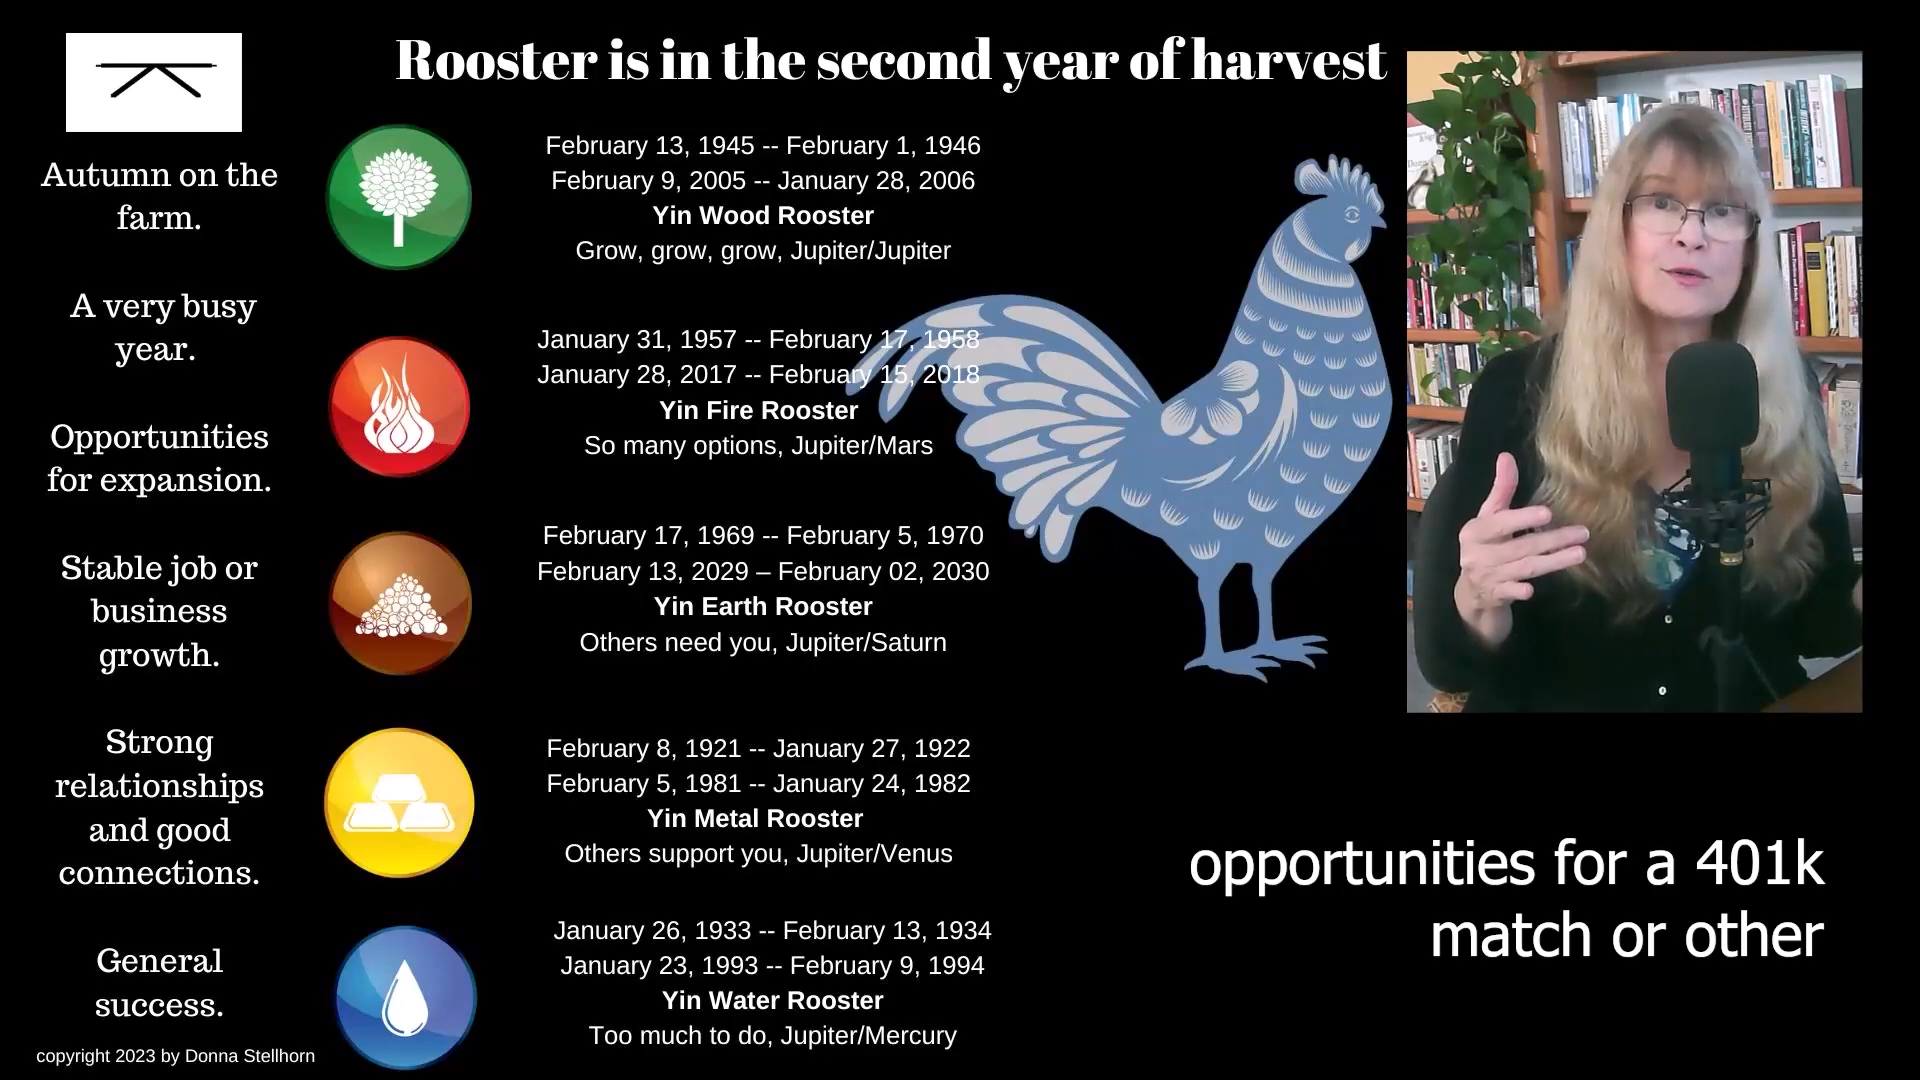 Rooster is in the second year of harvest
Autumn on the
farm.
A very busy
year.
Opportunities
for expansion.
Stable job or
business
growth.
Strong
relationships
and good
connections.
General
success.
copyright 2023 by Donna Stellhorn
February 13, 1945 -- February 1, 1946
February 9, 2005 -- January 28, 2006
Yin Wood Rooster
Grow, grow, grow, Jupiter/Jupiter
January 31, 1957 -- February 17, 1958
January 28, 2017 -- February 15, 2018
Yin Fire Rooster
So many options, Jupiter/Mars
February 17, 1969 -- February 5, 1970
February 13, 2029 – February 02, 2030
Yin Earth Rooster
Others need you, Jupiter/Saturn
February 8, 1921 -- January 27, 1922
February 5, 1981 -- January 24, 1982
Yin Metal Rooster
Others support you, Jupiter/Venus
January 26, 1933 -- February 13, 1934
January 23, 1993 -- February 9, 1994
Yin Water Rooster
Too much to do, Jupiter/Mercury
opportunities for a 401k
match or other